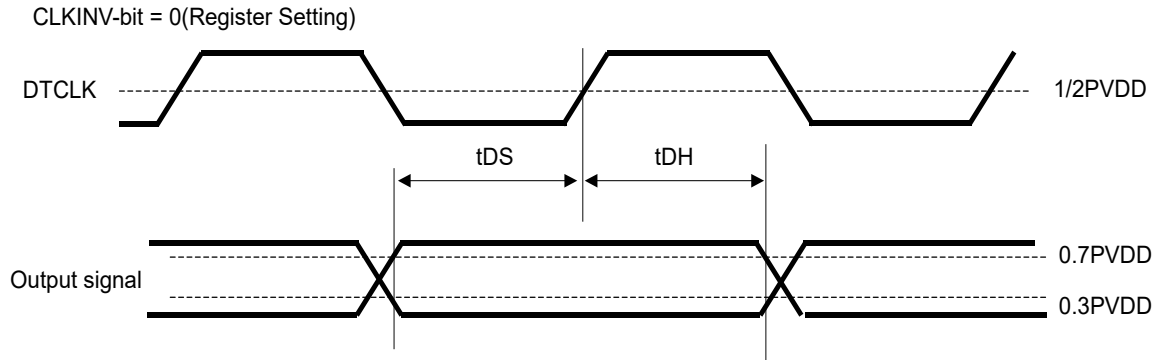 CLKINV-bit = 0(Register Setting)
DTCLK
1/2PVDD
tDS
tDH
0.7PVDD
Output signal
0.3PVDD